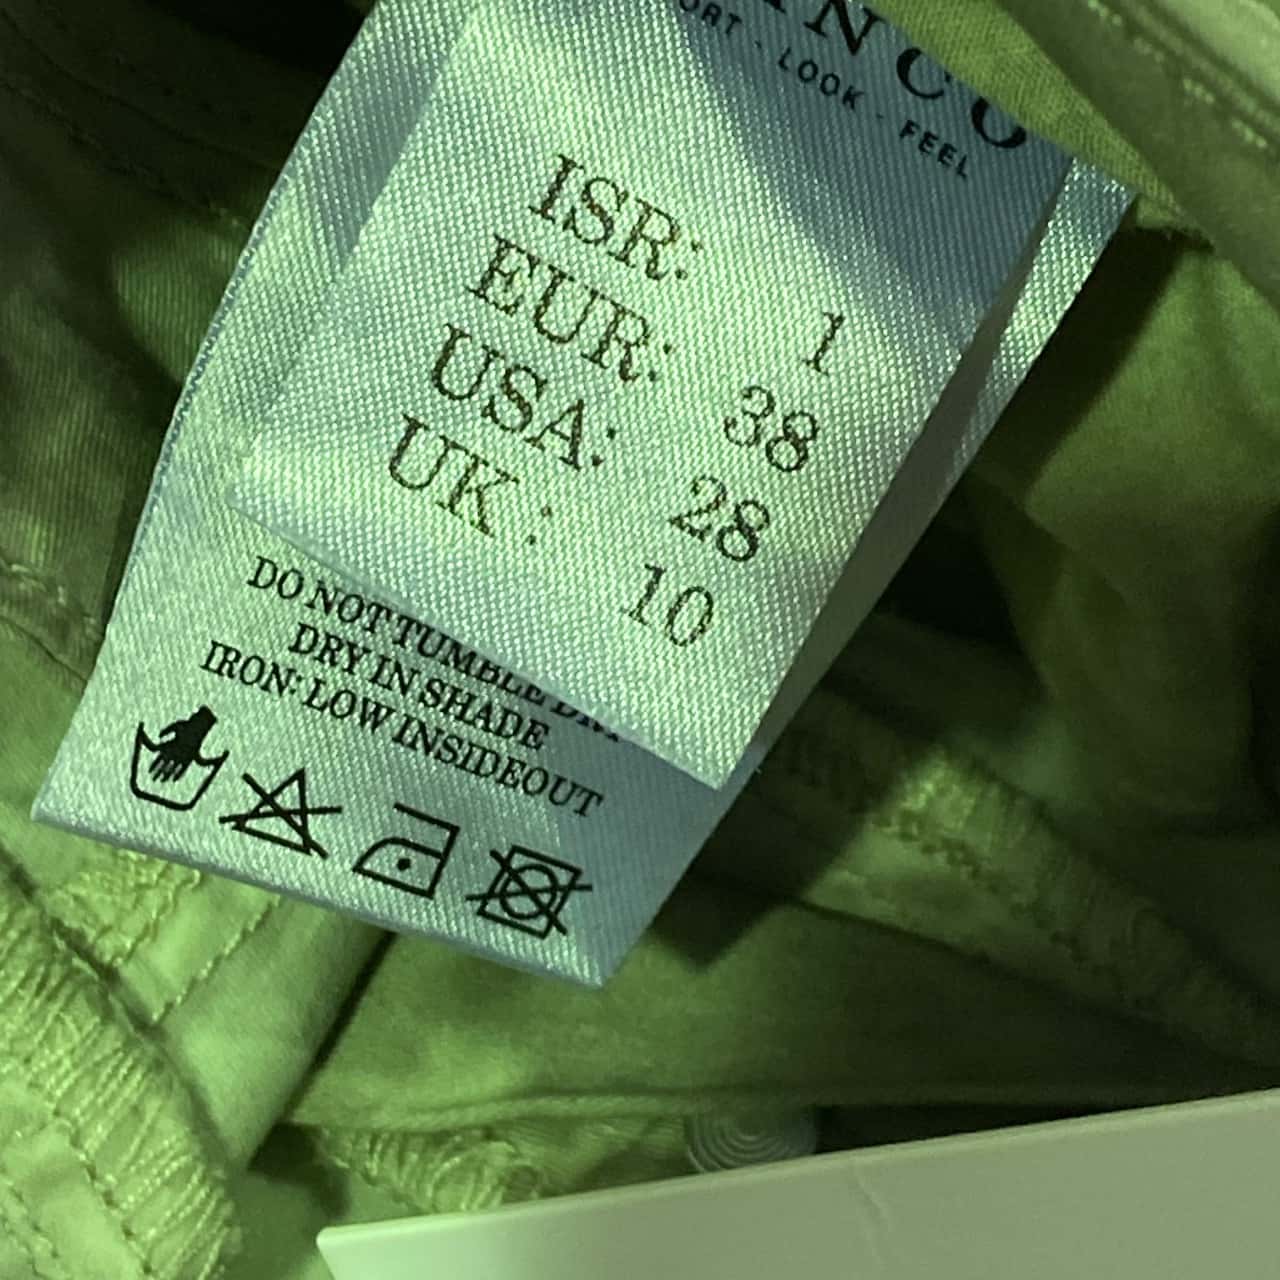 LOOK - FEEL
ISR: 1
EUR: 38
USA: 28
UK : 10
DO NOT TUMBLE DRY
DRY IN SHADE
IRON: LOW INSIDEOUT